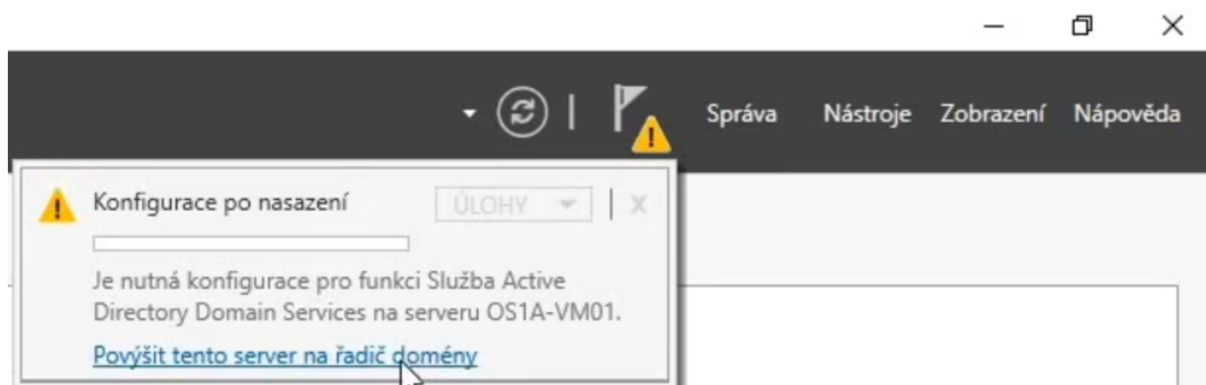 Správa Nástroje Zobrazení Nápověda
Konfigurace po nasazení ÚLOHY
Je nutná konfigurace pro funkci Služba Active
Directory Domain Services na serveru OS1A-VM01.
Povýšit tento server na řadič domény